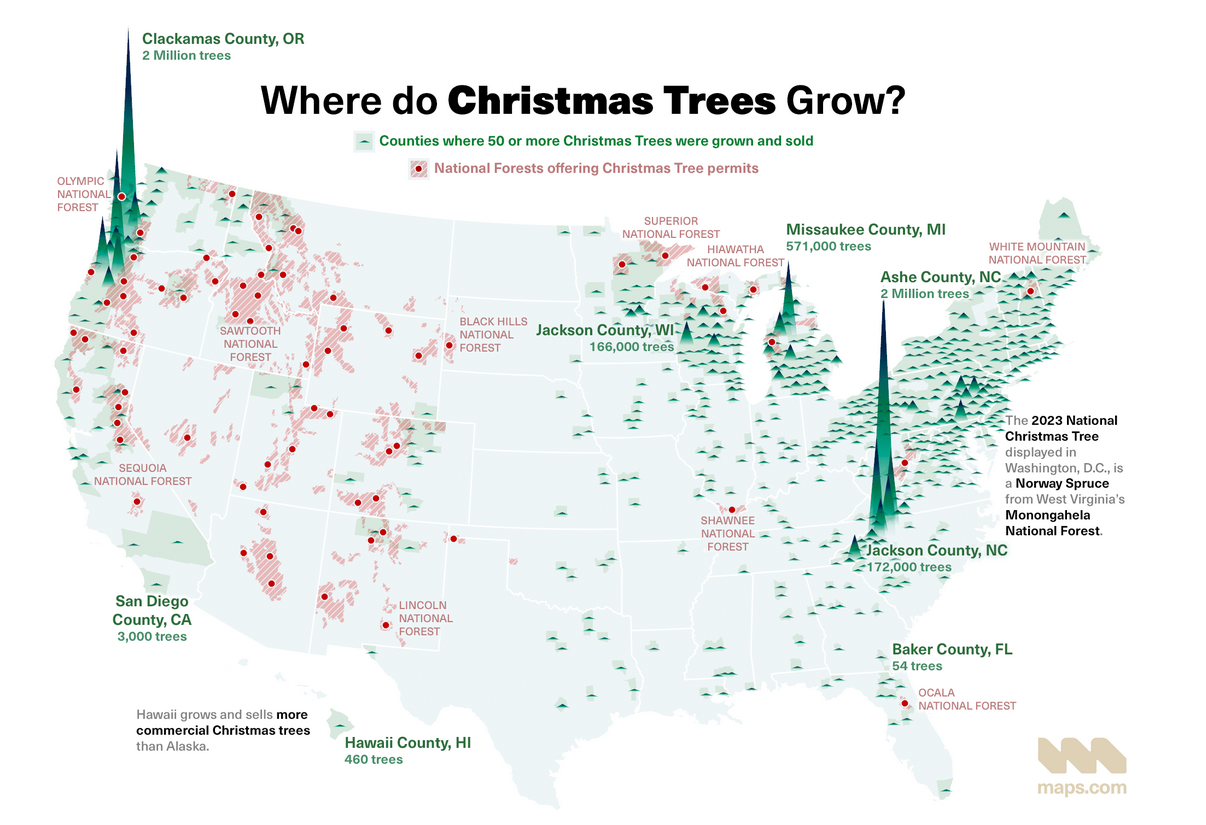 Clackamas County, OR
2 Million trees
Where do Christmas Trees Grow?
Counties where 50 or more Christmas Trees were grown and sold
National Forests offering Christmas Tree permits
OLYMPIC
NATIONAL
FOREST
SUPERIOR
NATIONAL FOREST
HIAWATHA
NATIONAL FOREST
Missaukee County, MI
571,000 trees
WHITE MOUNTAIN
NATIONAL FOREST
Ashe County, NC
2 Million trees
SAWTOOTH
NATIONAL
FOREST
BLACK HILLS
NATIONAL
FOREST
Jackson County, WI
166,000 trees
The 2023 National
Christmas Tree
displayed in
Washington, D.C., is
a Norway Spruce
from West Virginia's
Monongahela
National Forest.
SEQUOIA
NATIONAL FOREST
SHAWNEE
NATIONAL
FOREST
Jackson County, NC
172,000 trees
San Diego
County, CA
3,000 trees
LINCOLN
NATIONAL
FOREST
Baker County, FL
54 trees
OCALA
NATIONAL FOREST
Hawaii grows and sells more
commercial Christmas trees
than Alaska.
Hawaii County, HI
460 trees
maps.com